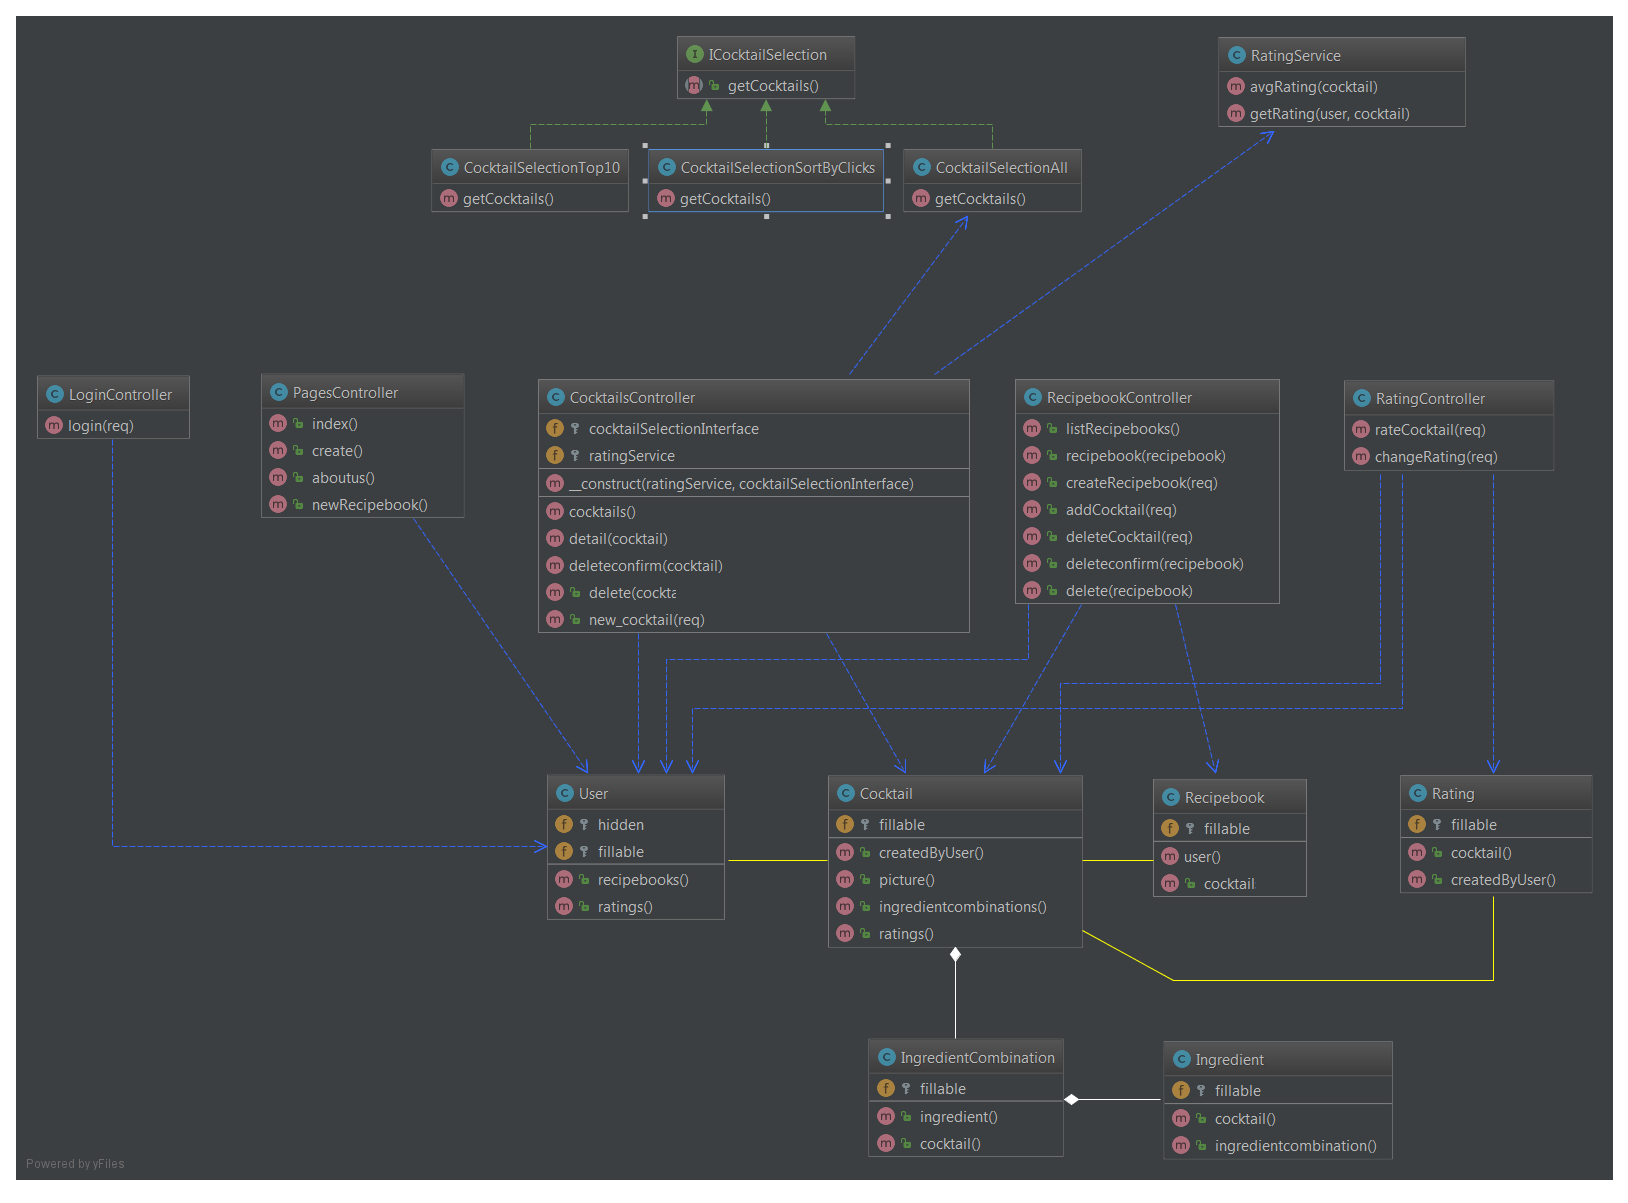 ICocktailSelection
getCocktails()
RatingService
avgRating(cocktail)
getRating(user, cocktail)
CocktailSelectionTop10
getCocktails()
CocktailSelectionSortByClicks
getCocktails()
CocktailSelectionAll
getCocktails()
LoginController
login(req)
PagesController
index()
create()
aboutus()
newRecipebook()
CocktailsController
cocktailSelectionInterface
ratingService
__construct(ratingService, cocktailSelectionInterface)
cocktails()
detail(cocktail)
deleteconfirm(cocktail)
delete(cockta
new_cocktail(req)
RecipebookController
listRecipebooks()
recipebook(recipebook)
createRecipebook(req)
addCocktail(req)
deleteCocktail(req)
deleteconfirm(recipebook)
delete(recipebook)
RatingController
rateCocktail(req)
changeRating(req)
User
hidden
fillable
recipebooks()
ratings()
Cocktail
fillable
createdByUser()
picture()
ingredientcombinations()
ratings()
Recipebook
fillable
user()
cocktail
Rating
fillable
cocktail()
createdByUser()
IngredientCombination
fillable
ingredient()
cocktail()
Ingredient
fillable
cocktail()
ingredientcombination()
Powered by yFiles